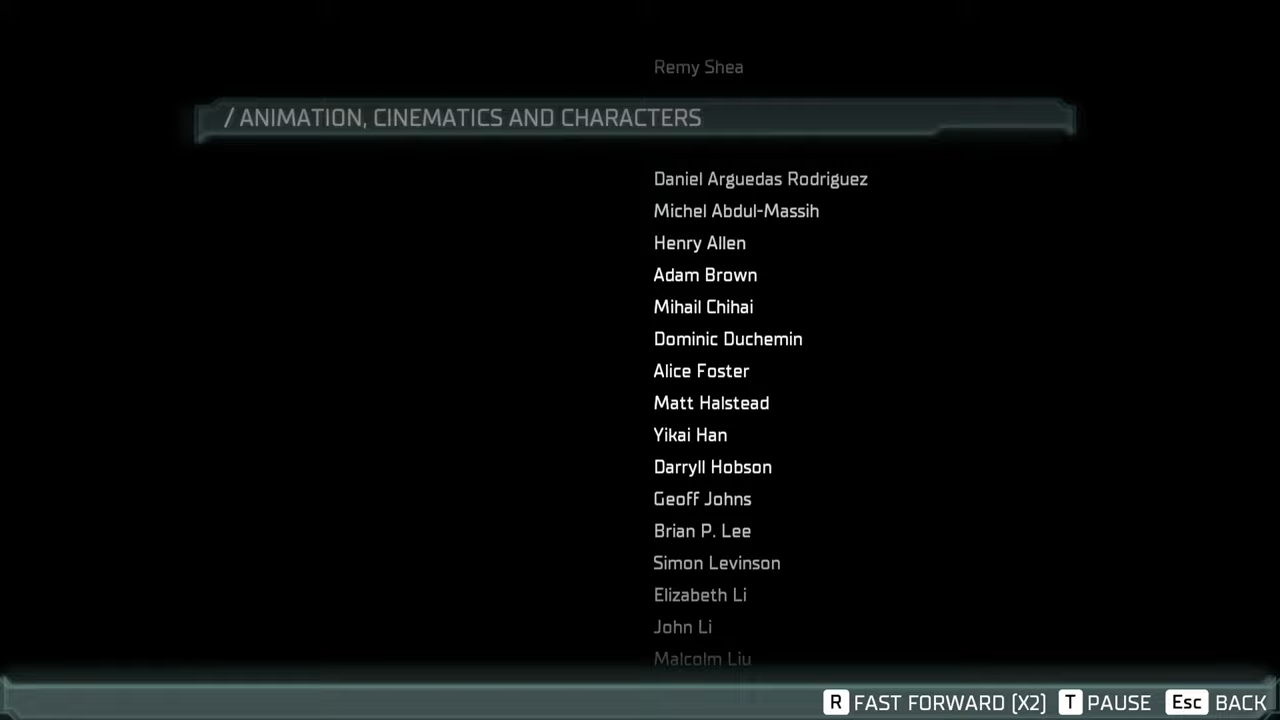 Remy Shea
/ ANIMATION, CINEMATICS AND CHARACTERS
Daniel Arguedas Rodriguez
Michel Abdul-Massih
Henry Allen
Adam Brown
Mihail Chihai
Dominic Duchemin
Alice Foster
Matt Halstead
Yikai Han
Darryll Hobson
Geoff Johns
Brian P. Lee
Simon Levinson
Elizabeth Li
John Li
Malcolm Liu
R FAST FORWARD (X2) T PAUSE Esc BACK